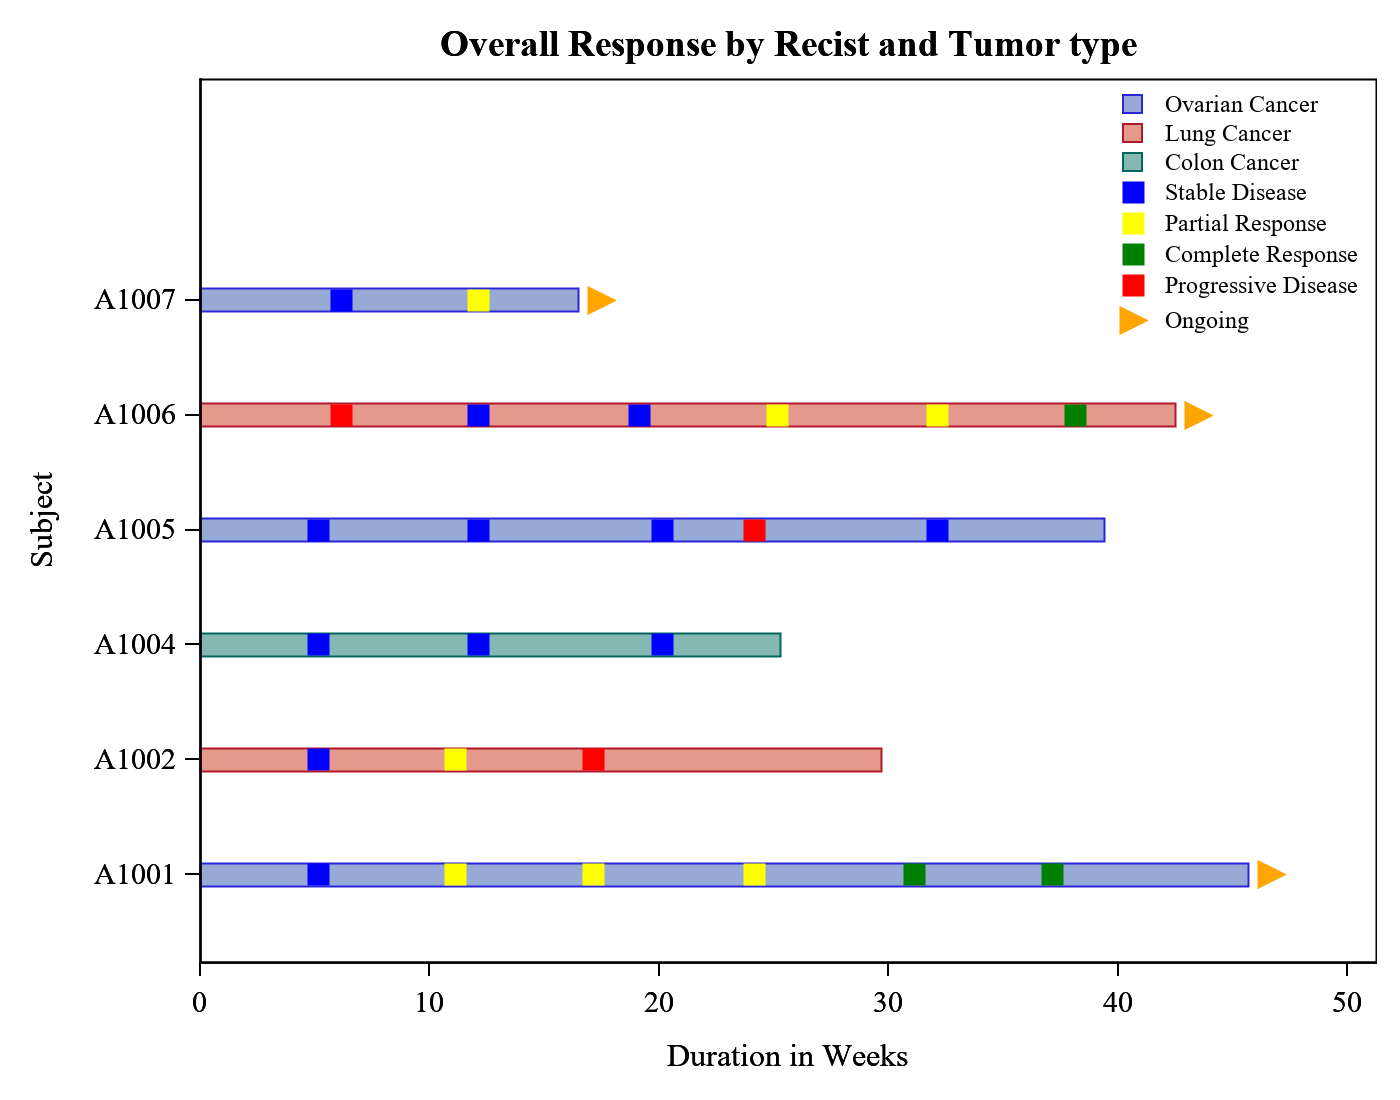 Overall Response by Recist and Tumor type
Ovarian Cancer
Lung Cancer
Colon Cancer
Stable Disease
Partial Response
Complete Response
Progressive Disease
Ongoing
Subject
A1007
A1006
A1005
A1004
A1002
A1001
0 10 20 30 40 50
Duration in Weeks